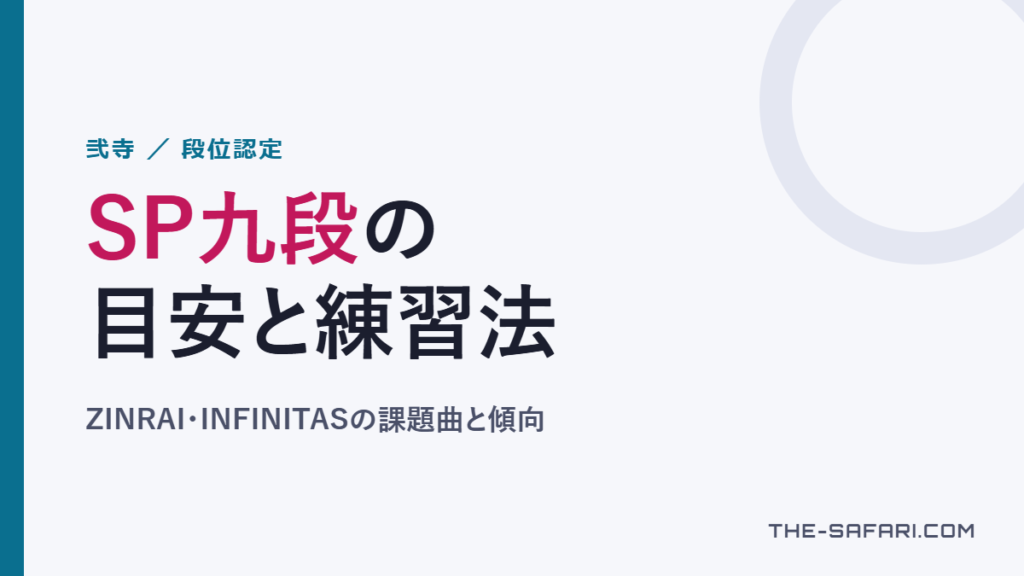 弐寺 ／ 段位認定
SP九段の
目安と練習法
ZINRAI・INFINITASの課題曲と傾向
THE-SAFARI.COM